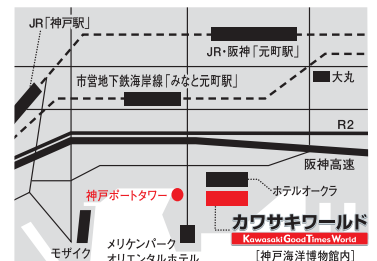 JR「神戸駅」
JR・阪神「元町駅」
市営地下鉄海岸線「みなと元町駅」
大丸
R2
阪神高速
神戸ポートタワー
ホテルオークラ
カワサキワールド
Kawasaki Good Times World
[神戸海洋博物館内]
モザイク
メリケンパーク
オリエンタルホテル